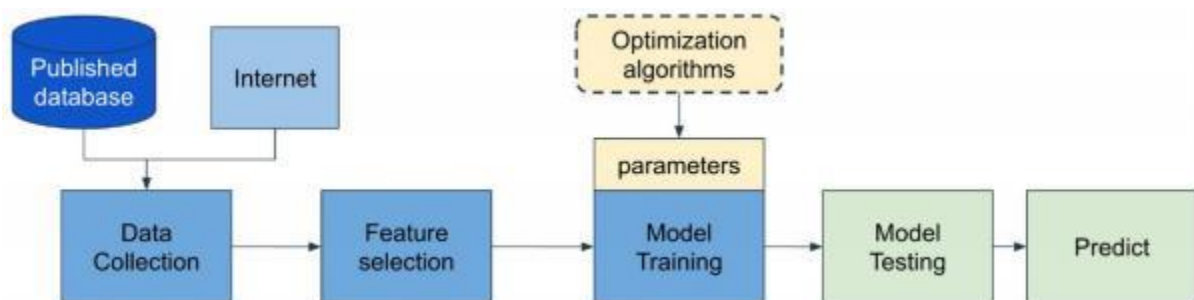 Published
database
Internet
Optimization
algorithms
parameters
Data
Collection
Feature
selection
Model
Training
Model
Testing
Predict